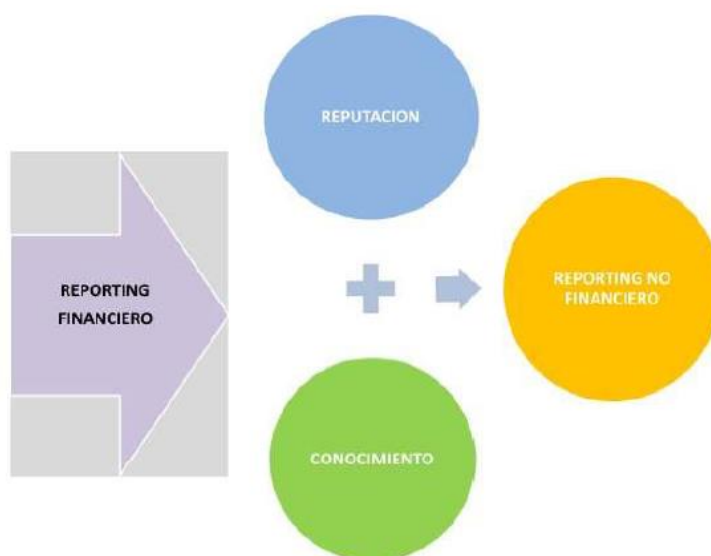 REPUTACION
REPORTING
FINANCIERO
REPORTING NO
FINANCIERO
CONOCIMIENTO